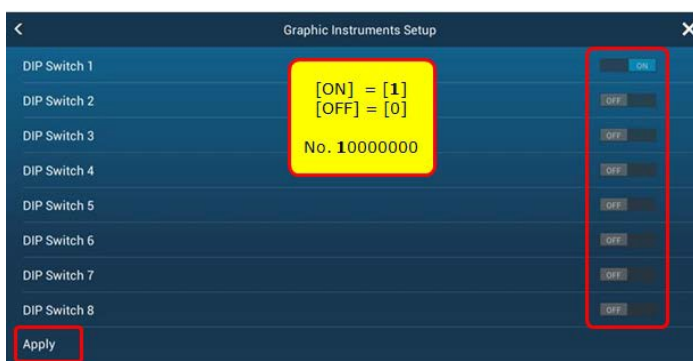 Graphic Instruments Setup
DIP Switch 1 ON
[ON] = [1]
[OFF] = [0]
No. 10000000
DIP Switch 2 OFF
DIP Switch 3 OFF
DIP Switch 4 OFF
DIP Switch 5 OFF
DIP Switch 6 OFF
DIP Switch 7 OFF
DIP Switch 8 OFF
Apply